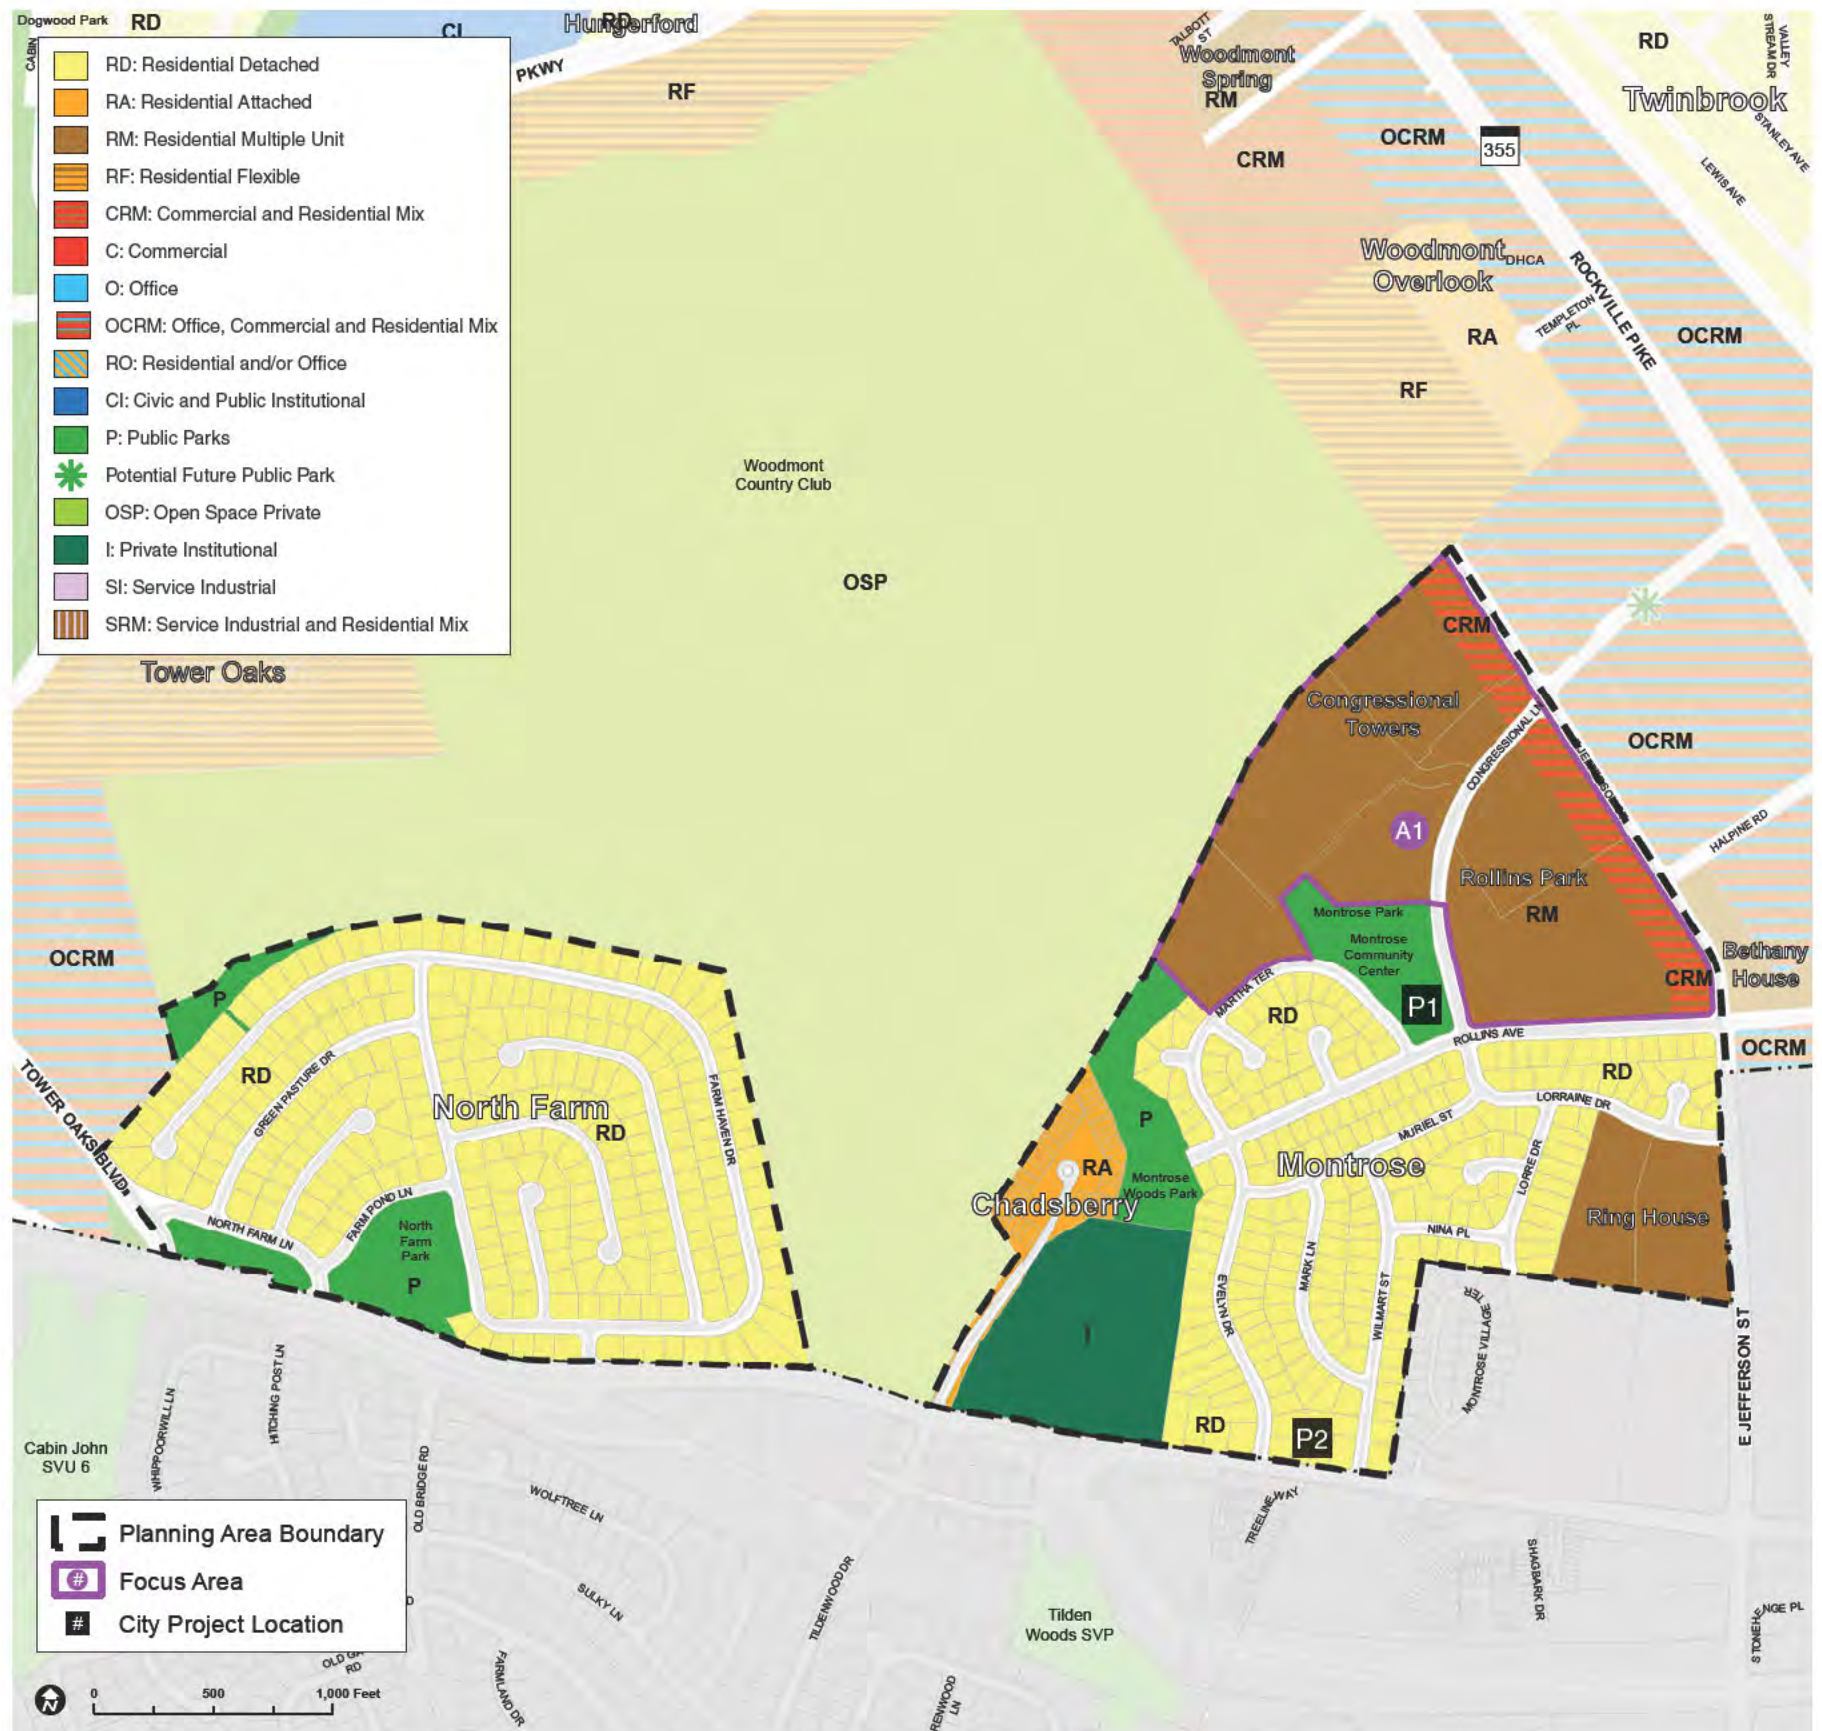 Dogwood Park
RD
CI
RD
Hungerford
CABIN
PKWY
RF
TALBOTT
ST
Woodmont
Spring
RM
CRM
OCRM
355
RD
VALLEY
STREAM DR
Twinbrook
STANLEY AVE
LEWIS AVE
RD: Residential Detached
RA: Residential Attached
RM: Residential Multiple Unit
RF: Residential Flexible
CRM: Commercial and Residential Mix
C: Commercial
O: Office
OCRM: Office, Commercial and Residential Mix
RO: Residential and/or Office
CI: Civic and Public Institutional
P: Public Parks
Potential Future Public Park
OSP: Open Space Private
I: Private Institutional
SI: Service Industrial
SRM: Service Industrial and Residential Mix
Woodmont
Overlook
DHCA
ROCKVILLE PIKE
TEMPLETON
PL
RA
OCRM
RF
Woodmont
Country Club
OSP
Tower Oaks
CRM
Congressional
Towers
CONGRESSIONAL LN
OCRM
HALPINE RD
A1
Rollins Park
RM
Montrose Park
Montrose
Community
Center
P1
CRM
Bethany
House
OCRM
P
MARTHA TER
RD
ROLLINS AVE
OCRM
TOWER OAKS BLVD
RD
GREEN PASTURE DR
North Farm
RD
FARM HAVEN DR
RD
LORRAINE DR
MURIEL ST
P
RA
Montrose
Woods Park
Chadsberry
Montrose
LORRE DR
Ring House
NORTH FARM LN
FARM POND LN
North
Farm
Park
P
NINA PL
EVELYN DR
MARK LN
WILMART ST
MONTROSE VILLAGE TER
I
E JEFFERSON ST
RD
P2
HITCHING POST LN
WHIPPOORWILL LN
Cabin John
SVU 6
OLD BRIDGE RD
WOLFTREE LN
TREELINE WAY
Planning Area Boundary
# Focus Area
# City Project Location
D
SULKY LN
TILDENWOOD DR
Tilden
Woods SVP
SHAGBARK DR
RD
FARMLAND DR
RENWOOD
LN
N
0 500 1,000 Feet